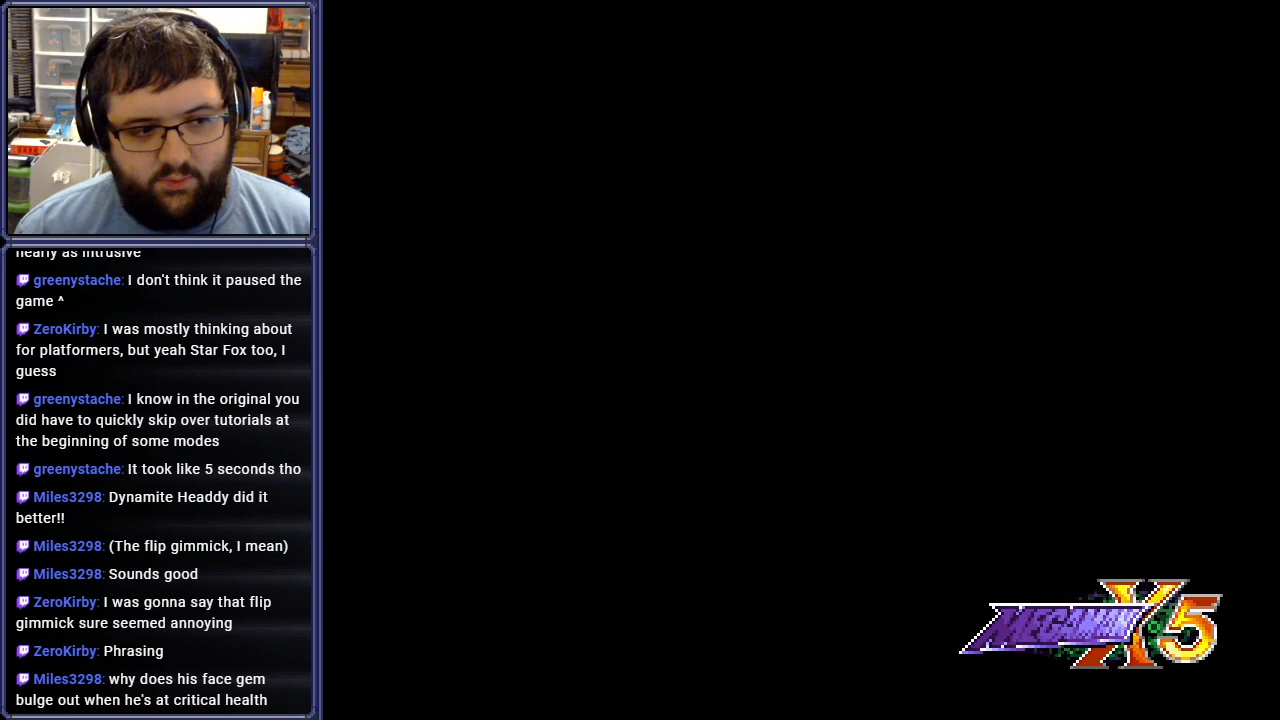 nearly as intrusive
greenystache: I don't think it paused the
game ^
ZeroKirby: I was mostly thinking about
for platformers, but yeah Star Fox too, I
guess
greenystache: I know in the original you
did have to quickly skip over tutorials at
the beginning of some modes
greenystache: It took like 5 seconds tho
Miles3298: Dynamite Headdy did it
better!!
Miles3298: (The flip gimmick, I mean)
Miles3298: Sounds good
ZeroKirby: I was gonna say that flip
gimmick sure seemed annoying
ZeroKirby: Phrasing
Miles3298: why does his face gem
bulge out when he's at critical health
MEGAMAN X5